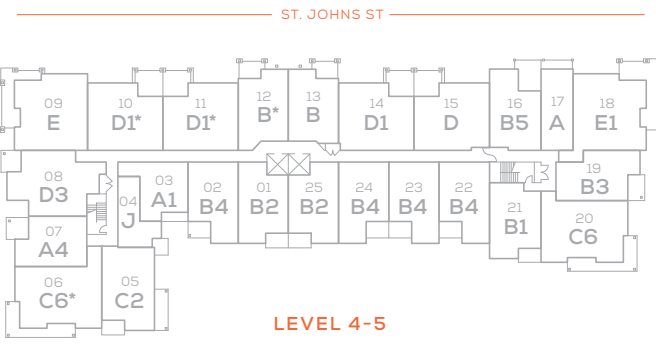 ST. JOHNS ST
09
E
10
D1*
11
D1*
12
B*
13
B
14
D1
15
D
16
B5
17
A
18
E1
08
D3
04
J
03
A1
02
B4
01
B2
25
B2
24
B4
23
B4
22
B4
21
B1
19
B3
20
C6
07
A4
06
C6*
05
C2
LEVEL 4-5